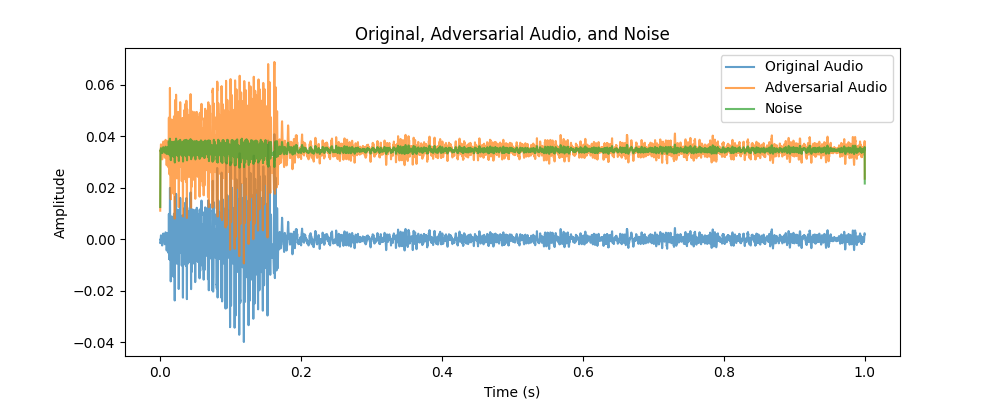 Original, Adversarial Audio, and Noise
Original Audio
Adversarial Audio
Noise
Amplitude
0.06
0.04
0.02
0.00
−0.02
−0.04
0.0
0.2
0.4
0.6
0.8
1.0
Time (s)